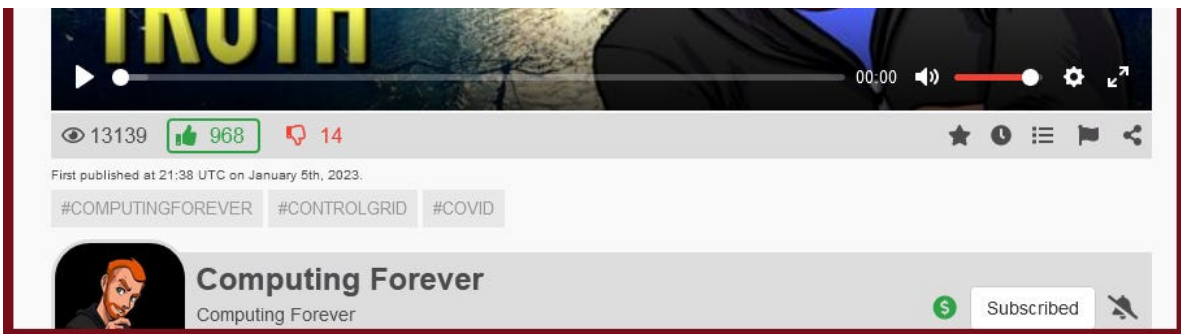 TRUTH
00:00
13139 968 14
First published at 21:38 UTC on January 5th, 2023.
#COMPUTINGFOREVER #CONTROLGRID #COVID
Computing Forever
Computing Forever
$ Subscribed